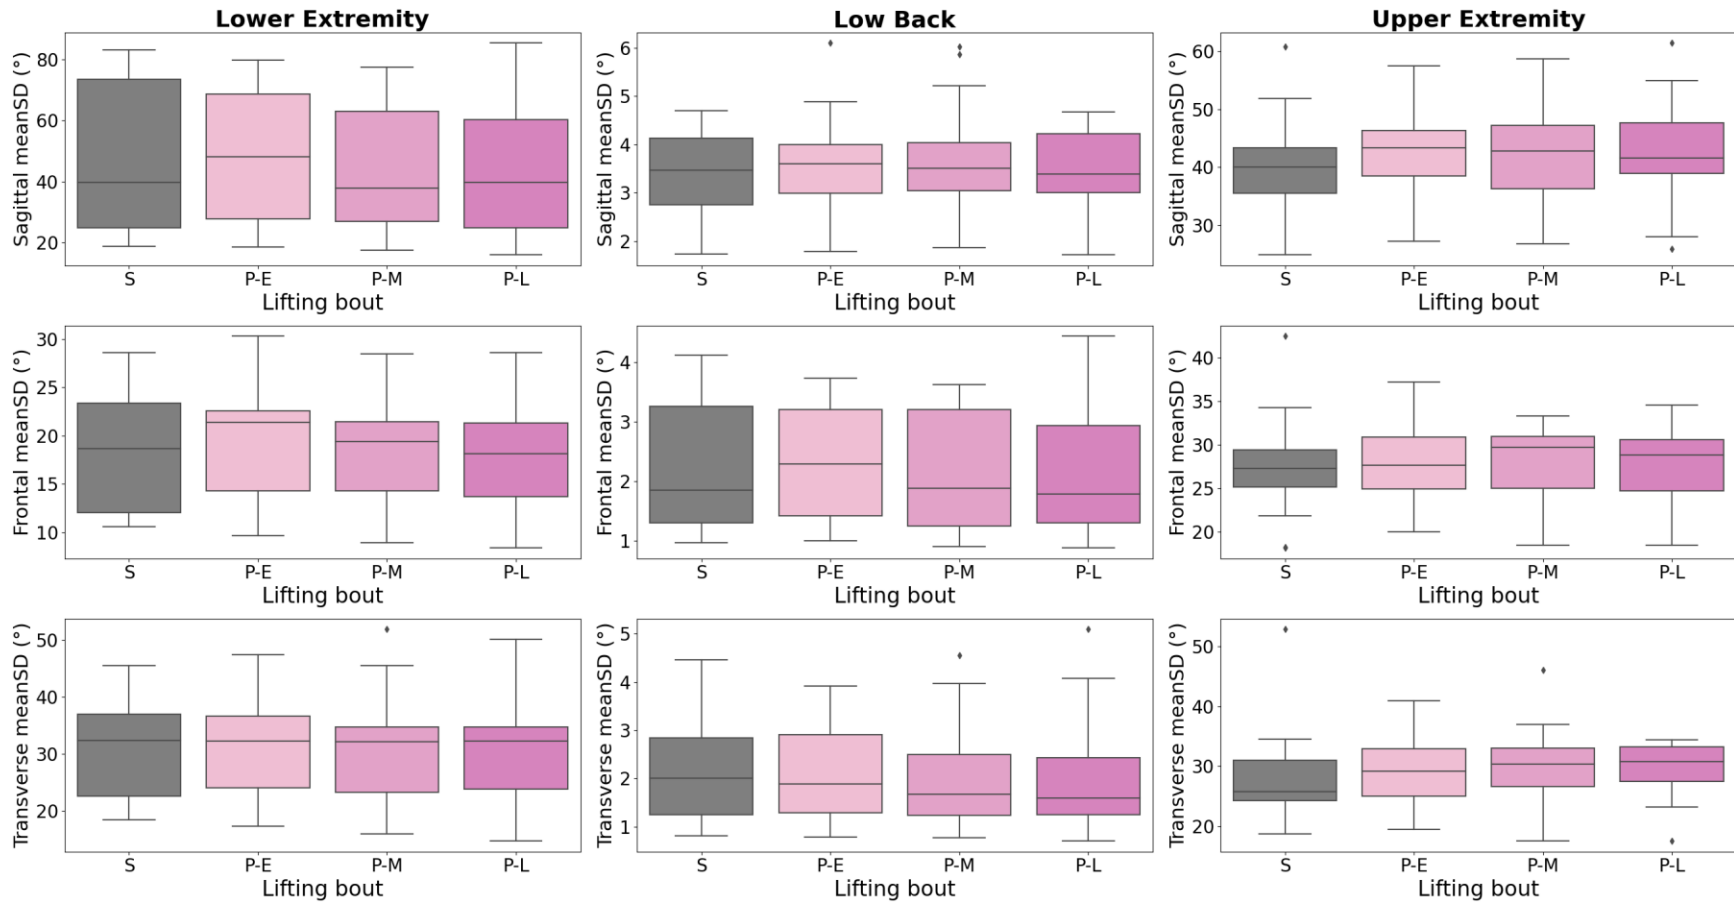 Lower Extremity
Low Back
Upper Extremity
Sagittal meanSD (°)
80
60
40
20
S P-E P-M P-L
Lifting bout
Sagittal meanSD (°)
6
5
4
3
2
S P-E P-M P-L
Lifting bout
Sagittal meanSD (°)
60
50
40
30
S P-E P-M P-L
Lifting bout
Frontal meanSD (°)
30
25
20
15
10
S P-E P-M P-L
Lifting bout
Frontal meanSD (°)
4
3
2
1
S P-E P-M P-L
Lifting bout
Frontal meanSD (°)
40
35
30
25
20
S P-E P-M P-L
Lifting bout
Transverse meanSD (°)
50
40
30
20
S P-E P-M P-L
Lifting bout
Transverse meanSD (°)
5
4
3
2
1
S P-E P-M P-L
Lifting bout
Transverse meanSD (°)
50
40
30
20
S P-E P-M P-L
Lifting bout